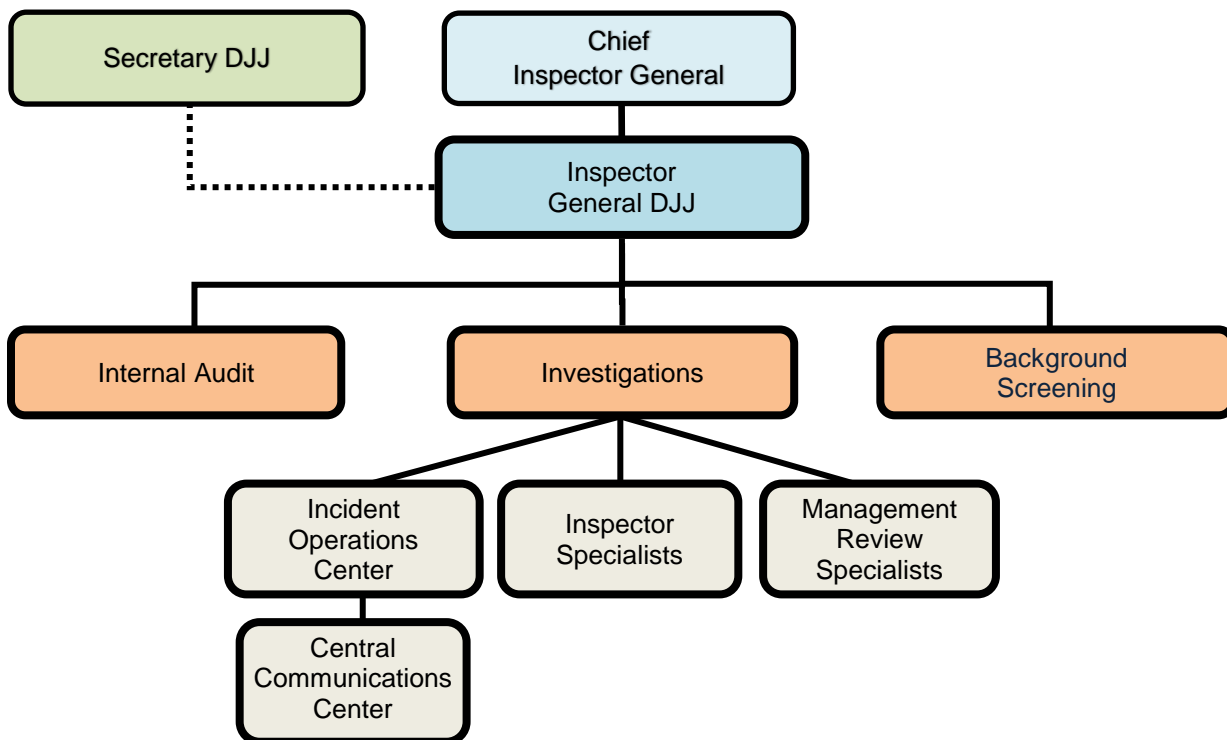 Secretary DJJ
Chief
Inspector General
Inspector
General DJJ
Internal Audit
Investigations
Background
Screening
Incident
Operations
Center
Inspector
Specialists
Management
Review
Specialists
Central
Communications
Center